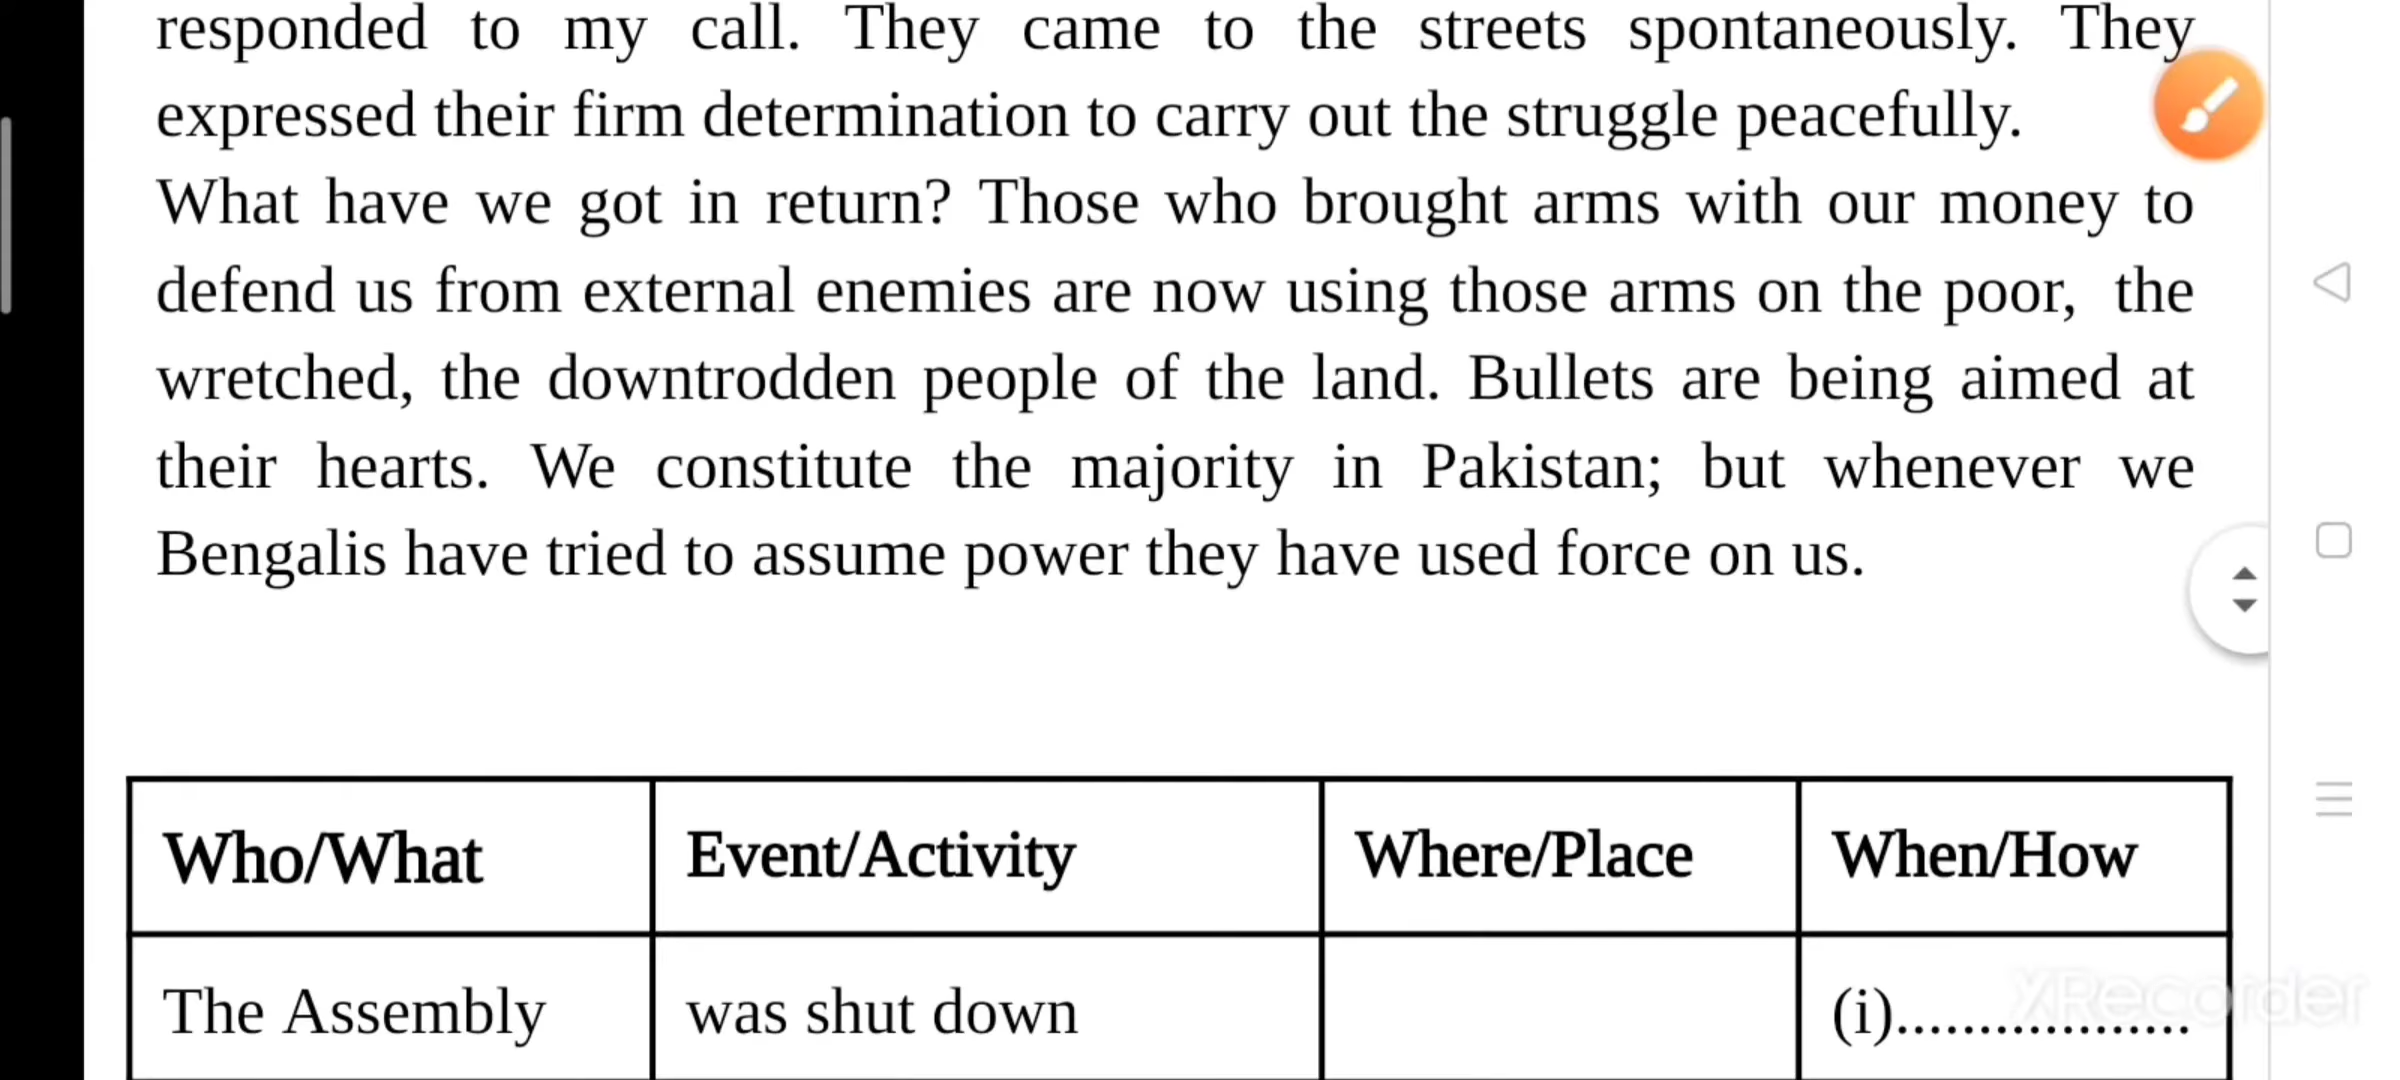 responded to my call. They came to the streets spontaneously. They
expressed their firm determination to carry out the struggle peacefully.
What have we got in return? Those who brought arms with our money to
defend us from external enemies are now using those arms on the poor, the
wretched, the downtrodden people of the land. Bullets are being aimed at
their hearts. We constitute the majority in Pakistan; but whenever we
Bengalis have tried to assume power they have used force on us.
Who/What Event/Activity Where/Place When/How
The Assembly was shut down (i)..................
XRecorder